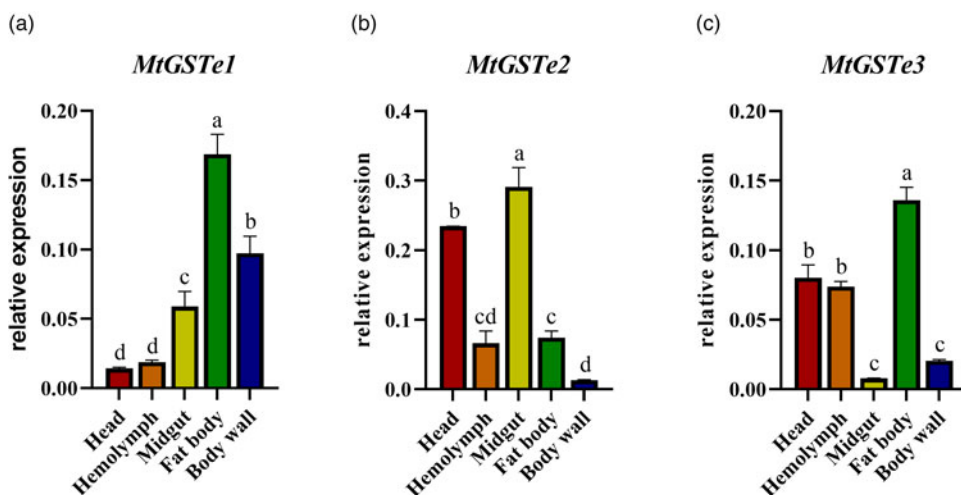 (a)
MtGSTe1
relative expression
0.20
0.15
0.10
0.05
0.00
d
d
c
a
b
Head
Hemolymph
Midgut
Fat body
Body wall
(b)
MtGSTe2
relative expression
0.4
0.3
0.2
0.1
0.0
b
cd
a
c
d
Head
Hemolymph
Midgut
Fat body
Body wall
(c)
MtGSTe3
relative expression
0.20
0.15
0.10
0.05
0.00
b
b
c
a
c
Head
Hemolymph
Midgut
Fat body
Body wall